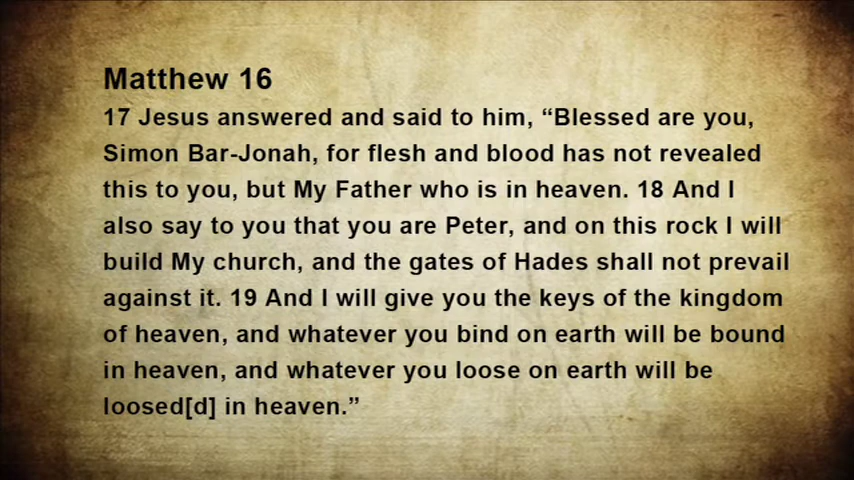 Matthew 16
17 Jesus answered and said to him, “Blessed are you,
Simon Bar-Jonah, for flesh and blood has not revealed
this to you, but My Father who is in heaven. 18 And I
also say to you that you are Peter, and on this rock I will
build My church, and the gates of Hades shall not prevail
against it. 19 And I will give you the keys of the kingdom
of heaven, and whatever you bind on earth will be bound
in heaven, and whatever you loose on earth will be
loosed[d] in heaven.”